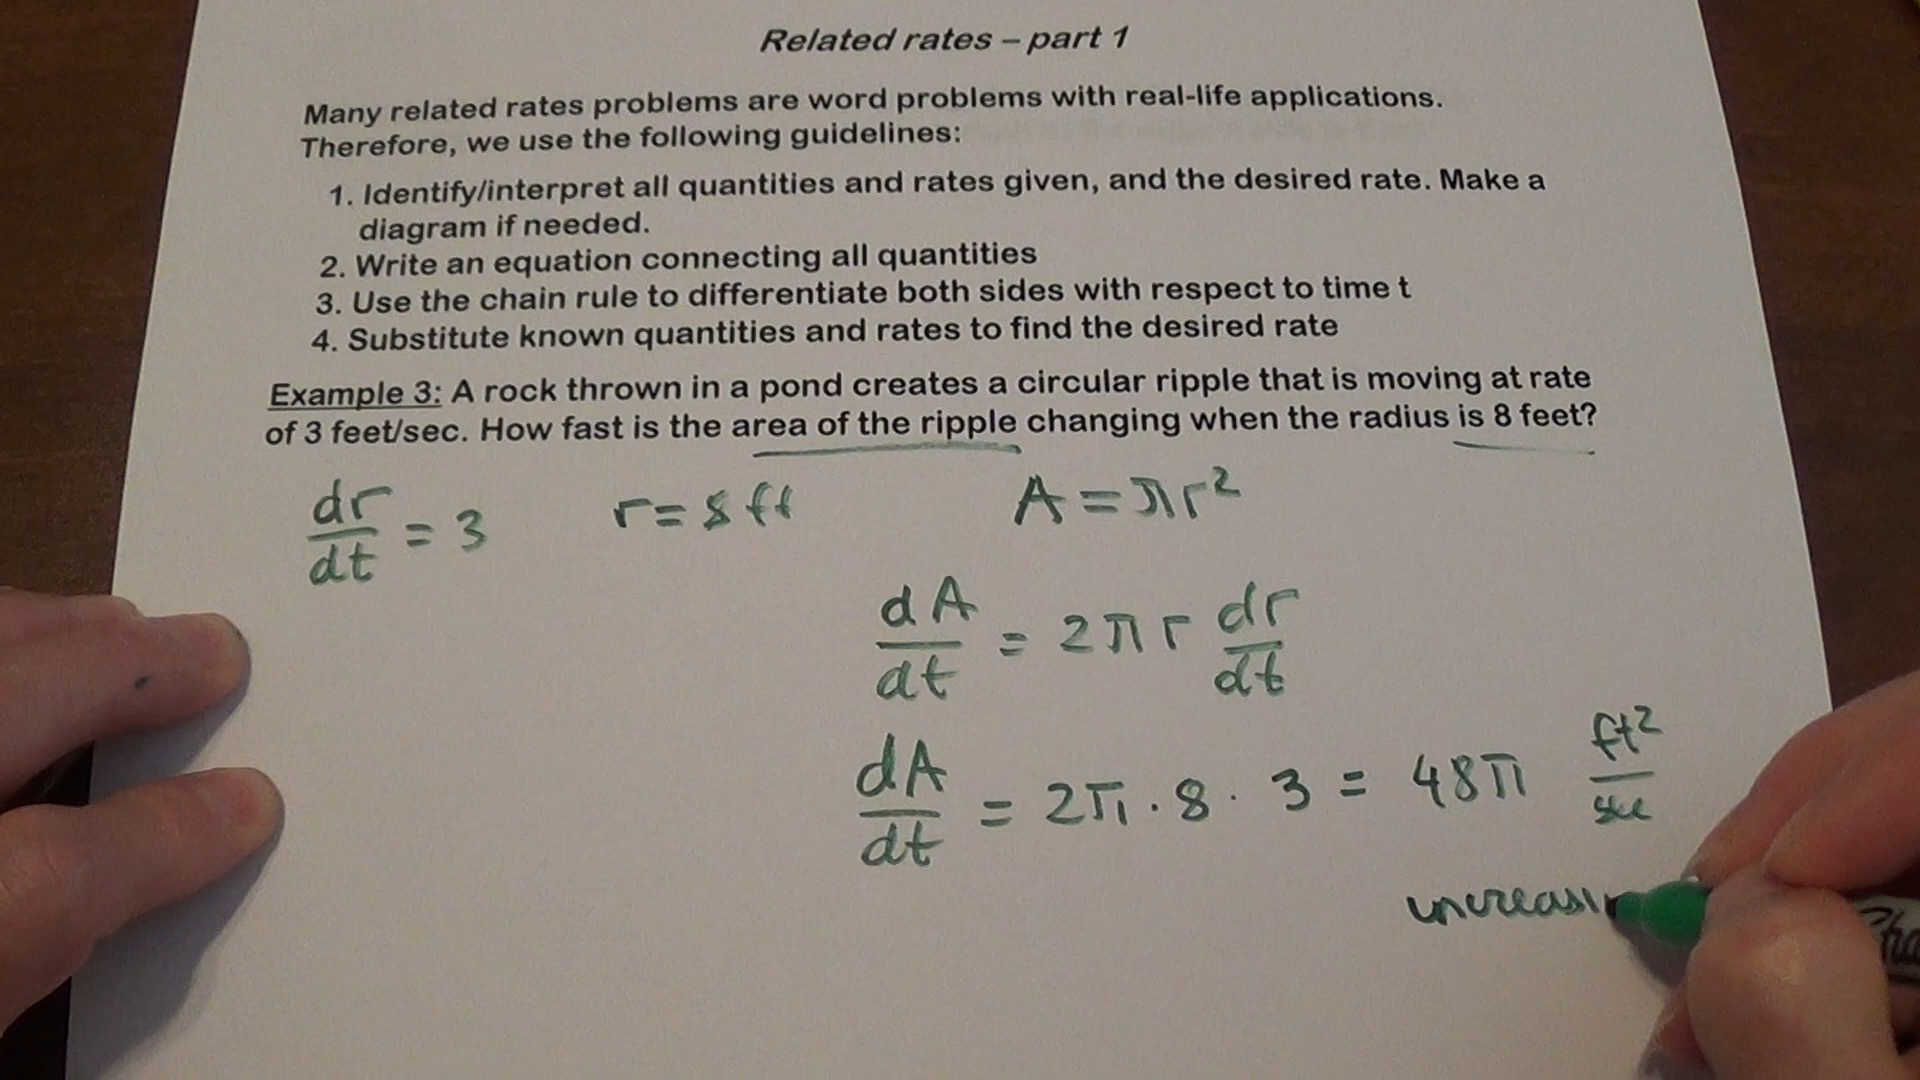 Related rates – part 1
Many related rates problems are word problems with real-life applications.
Therefore, we use the following guidelines:
1. Identify/interpret all quantities and rates given, and the desired rate. Make a
diagram if needed.
2. Write an equation connecting all quantities
3. Use the chain rule to differentiate both sides with respect to time t
4. Substitute known quantities and rates to find the desired rate
Example 3: A rock thrown in a pond creates a circular ripple that is moving at rate
of 3 feet/sec. How fast is the area of the ripple changing when the radius is 8 feet?
dr/dt = 3 r = 8 ft A = πr²
dA/dt = 2πr dr/dt
dA/dt = 2π · 8 · 3 = 48π ft²/sec
increasin